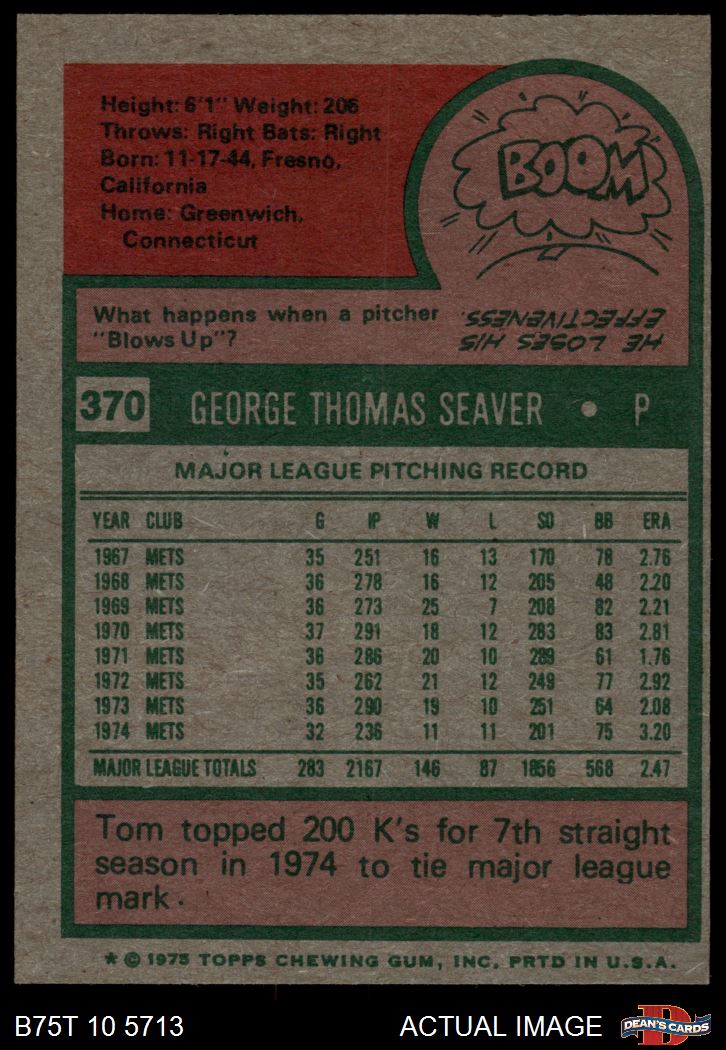 Height: 6'1" Weight: 206
Throws: Right Bats: Right
Born: 11-17-44, Fresno,
California
Home: Greenwich,
Connecticut
BOOM
What happens when a pitcher
"Blows Up"?
HE LOSES HIS
EFFECTIVENESS.
370 GEORGE THOMAS SEAVER • P
MAJOR LEAGUE PITCHING RECORD
YEAR CLUB G IP W L SO BB ERA
1967 METS 35 251 16 13 170 78 2.76
1968 METS 36 278 16 12 205 48 2.20
1969 METS 36 273 25 7 208 82 2.21
1970 METS 37 291 18 12 283 83 2.81
1971 METS 36 286 20 10 289 61 1.76
1972 METS 35 262 21 12 249 77 2.92
1973 METS 36 290 19 10 251 64 2.08
1974 METS 32 236 11 11 201 75 3.20
MAJOR LEAGUE TOTALS 283 2167 146 87 1856 568 2.47
Tom topped 200 K's for 7th straight
season in 1974 to tie major league
mark.
* © 1975 TOPPS CHEWING GUM, INC. PRTD IN U.S.A.
B75T 10 5713 ACTUAL IMAGE D DEAN'S CARDS